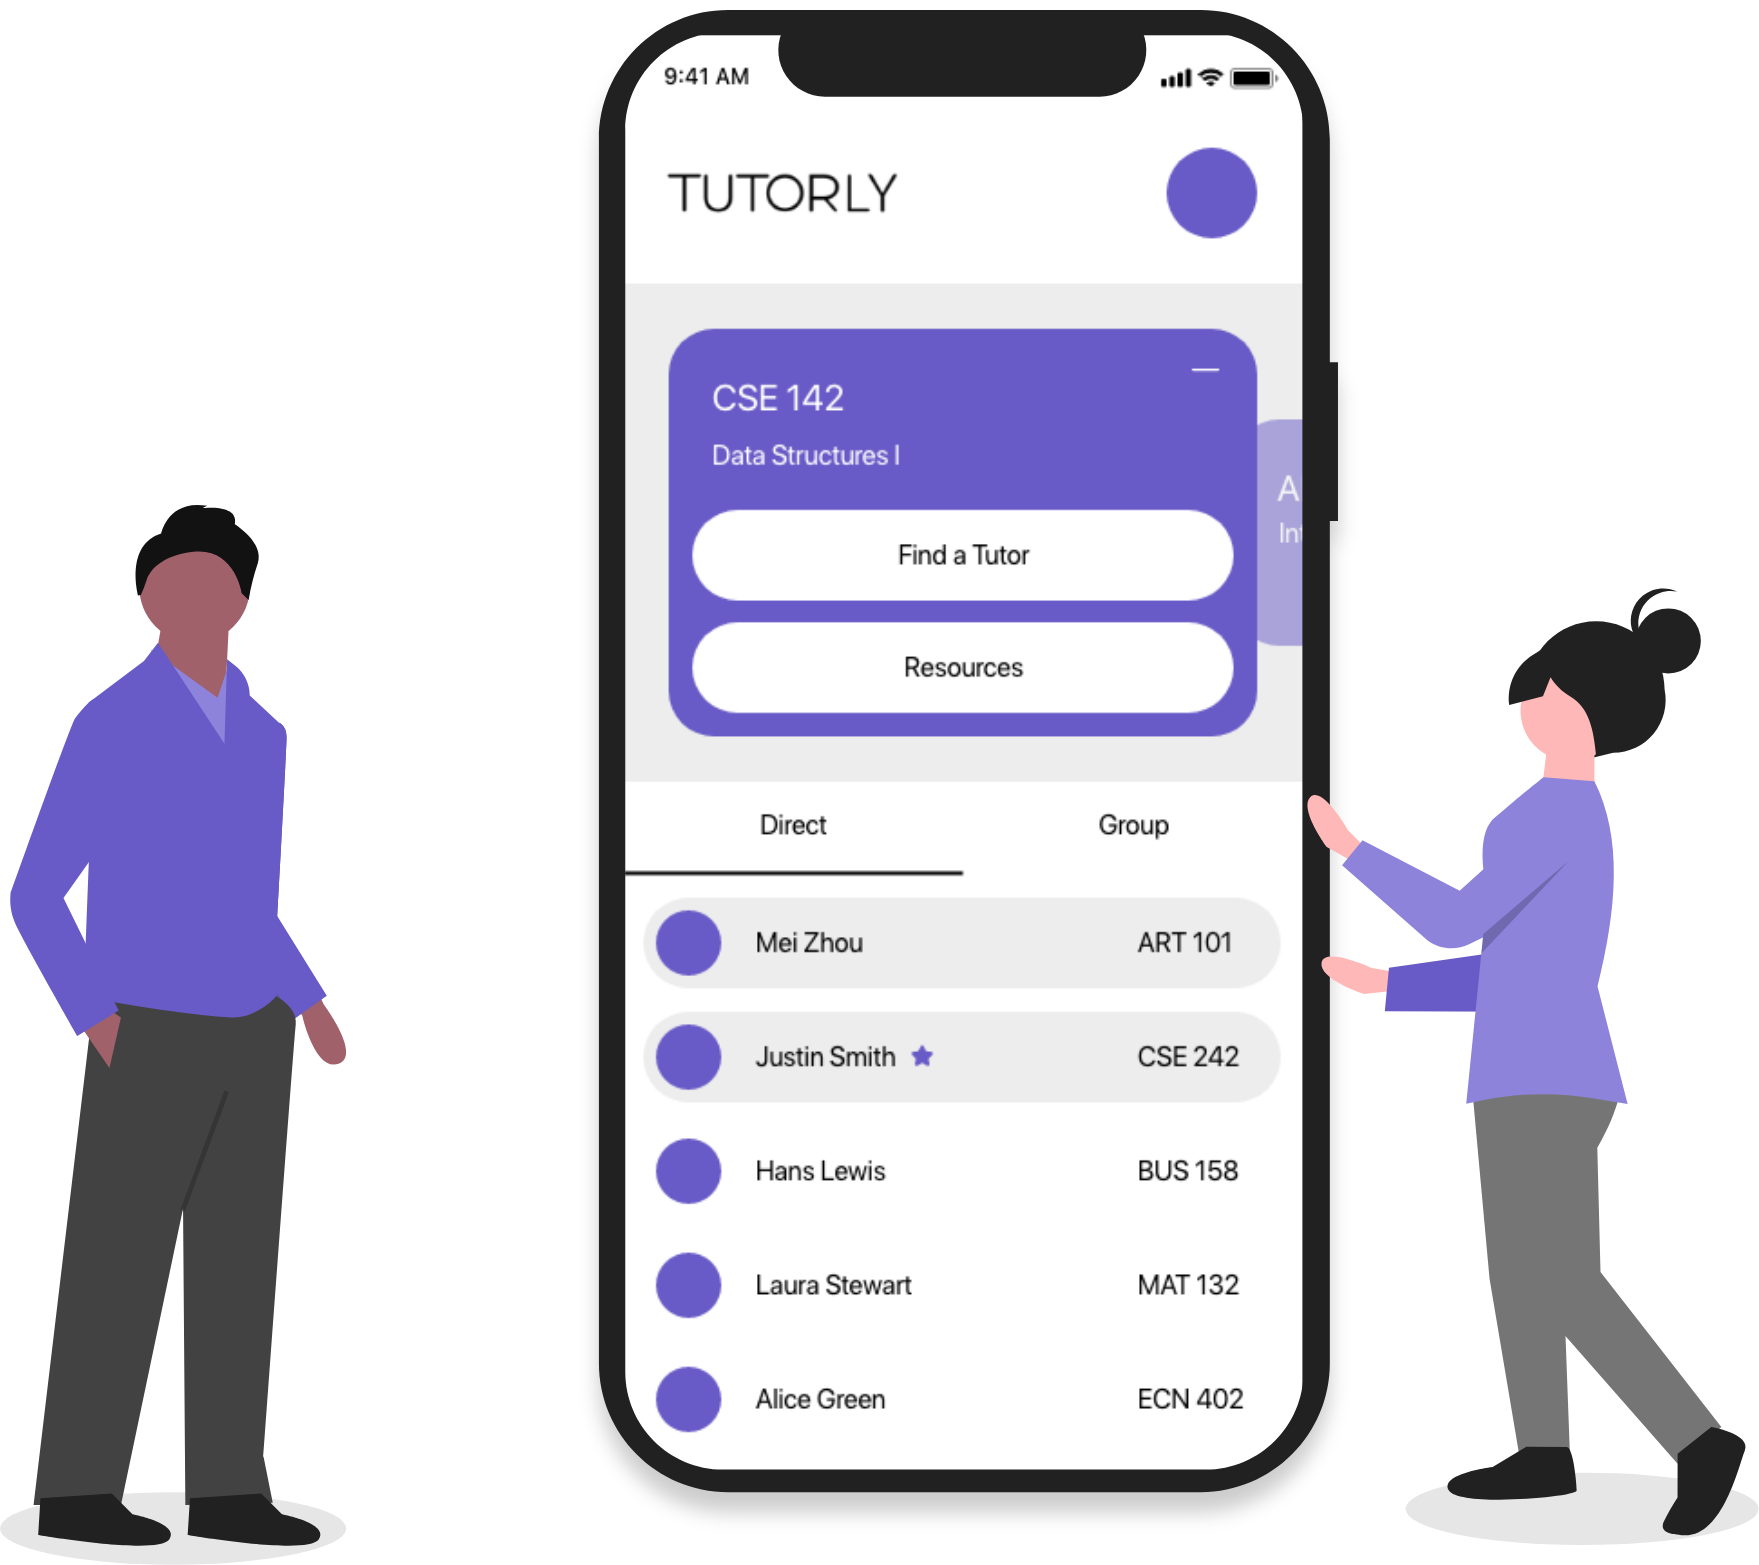 9:41 AM
TUTORLY
CSE 142
Data Structures I
A
Int
Find a Tutor
Resources
Direct Group
Mei Zhou ART 101
Justin Smith CSE 242
Hans Lewis BUS 158
Laura Stewart MAT 132
Alice Green ECN 402